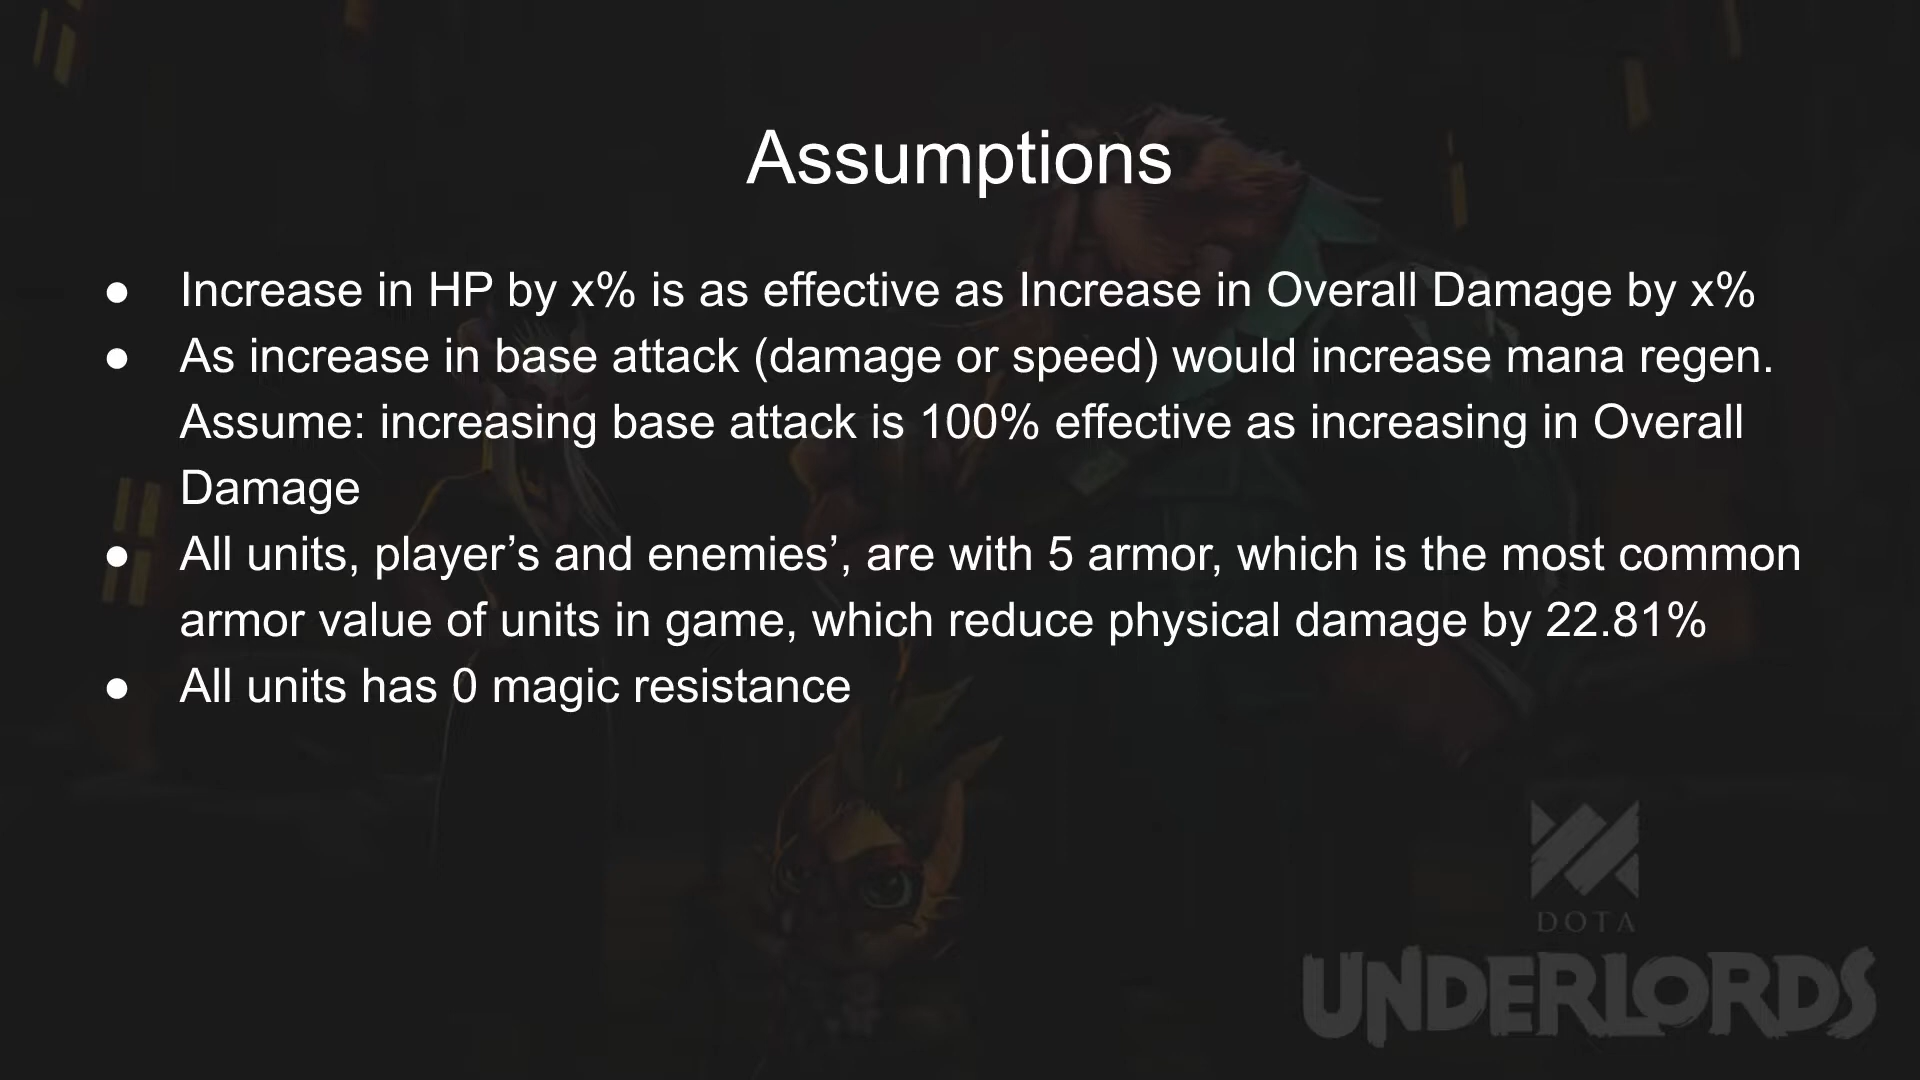 Assumptions
● Increase in HP by x% is as effective as Increase in Overall Damage by x%
● As increase in base attack (damage or speed) would increase mana regen.
Assume: increasing base attack is 100% effective as increasing in Overall
Damage
● All units, player’s and enemies’, are with 5 armor, which is the most common
armor value of units in game, which reduce physical damage by 22.81%
● All units has 0 magic resistance
DOTA
UNDERLORDS